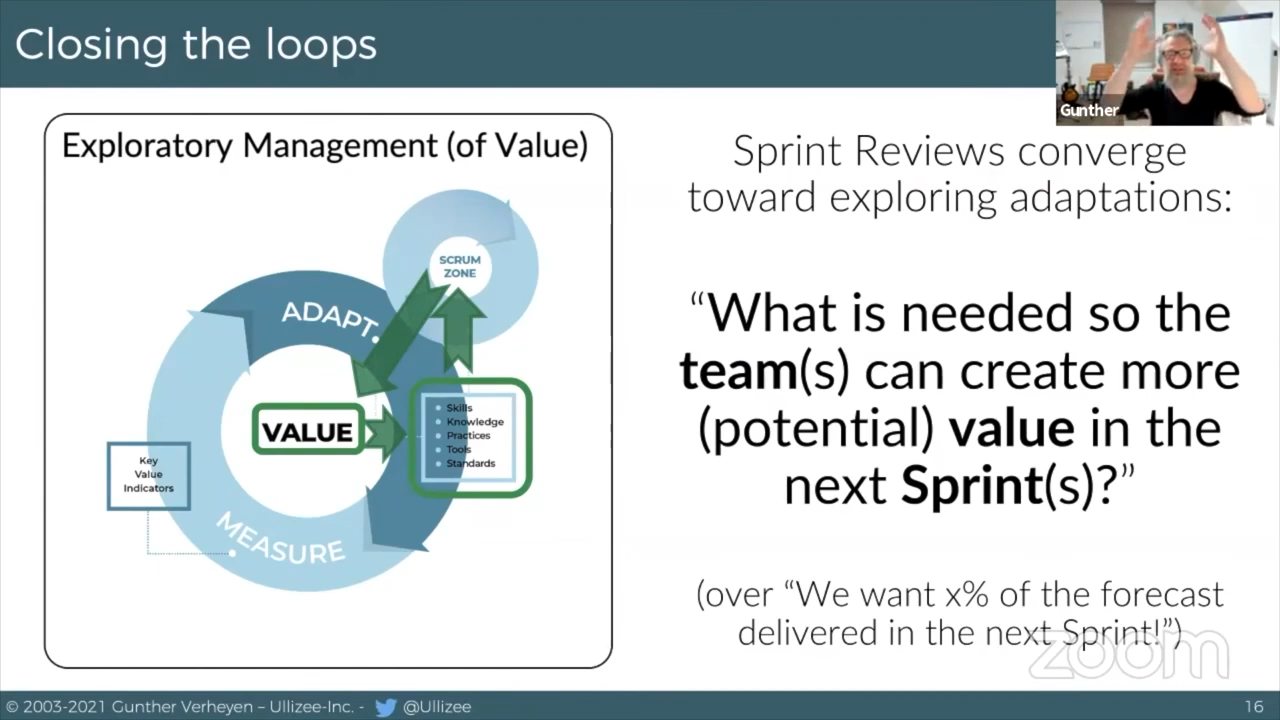 Closing the loops
Gunther
Exploratory Management (of Value)
SCRUM
ZONE
ADAPT.
VALUE
Skills
Knowledge
Practices
Tools
Standards
Key
Value
Indicators
MEASURE
Sprint Reviews converge
toward exploring adaptations:
“What is needed so the
team(s) can create more
(potential) value in the
next Sprint(s)?”
(over “We want x% of the forecast
delivered in the next Sprint!”)
zoom
© 2003-2021 Gunther Verheyen – Ullizee-Inc. - @Ullizee
16